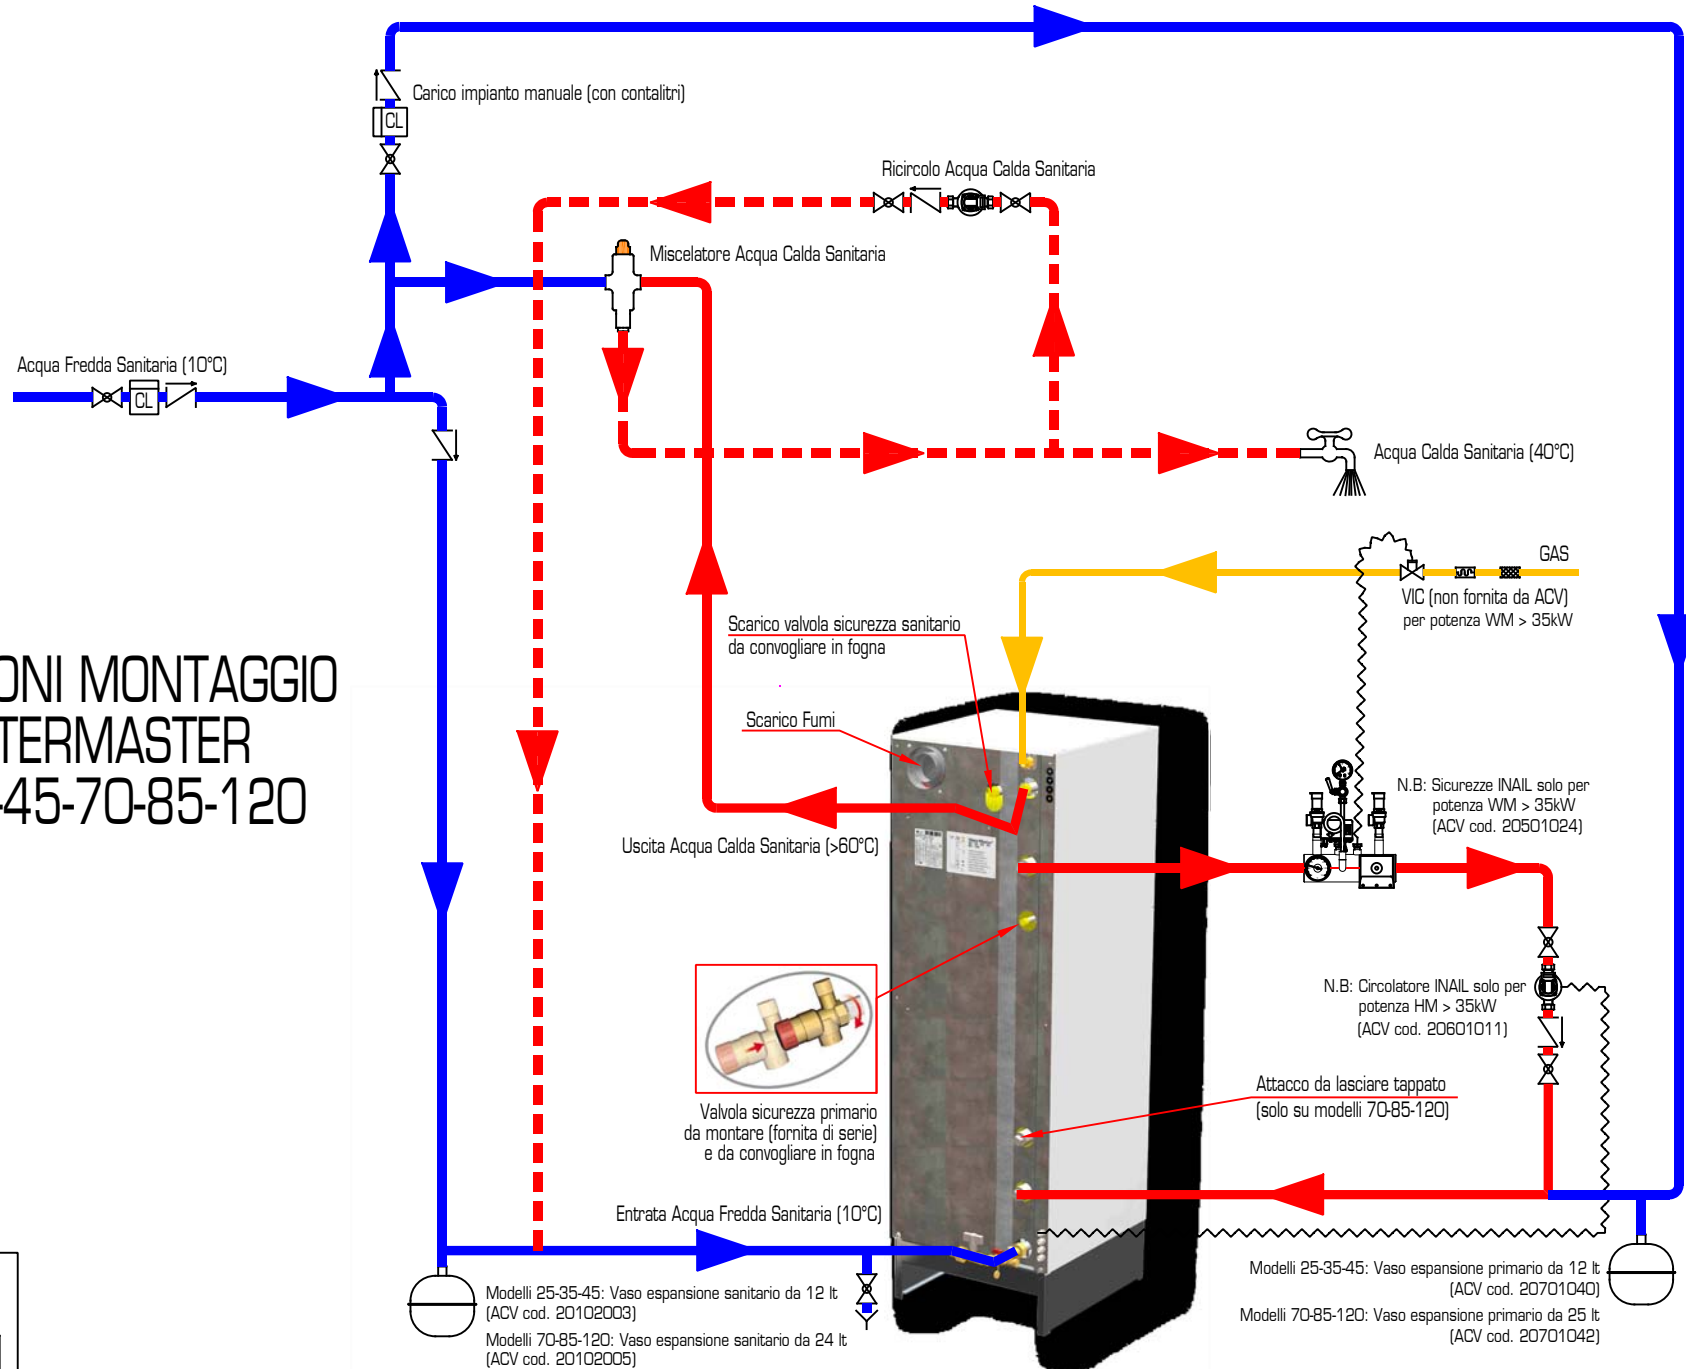 Carico impianto manuale (con contalitri)
CL
Ricircolo Acqua Calda Sanitaria
Miscelatore Acqua Calda Sanitaria
Acqua Fredda Sanitaria (10°C)
CL
Acqua Calda Sanitaria (40°C)
GAS
VIC (non fornita da ACV)
per potenza WM > 35kW
Scarico valvola sicurezza sanitario
da convogliare in fogna
ONI MONTAGGIO
TERMASTER
-45-70-85-120
Scarico Fumi
N.B: Sicurezze INAIL solo per
potenza WM > 35kW
(ACV cod. 20501024)
Uscita Acqua Calda Sanitaria (>60°C)
N.B: Circolatore INAIL solo per
potenza HM > 35kW
(ACV cod. 20601011)
Attacco da lasciare tappato
(solo su modelli 70-85-120)
Valvola sicurezza primario
da montare (fornita di serie)
e da convogliare in fogna
Entrata Acqua Fredda Sanitaria (10°C)
Modelli 25-35-45: Vaso espansione sanitario da 12 lt
(ACV cod. 20102003)
Modelli 70-85-120: Vaso espansione sanitario da 24 lt
(ACV cod. 20102005)
Modelli 25-35-45: Vaso espansione primario da 12 lt
(ACV cod. 20701040)
Modelli 70-85-120: Vaso espansione primario da 25 lt
(ACV cod. 20701042)